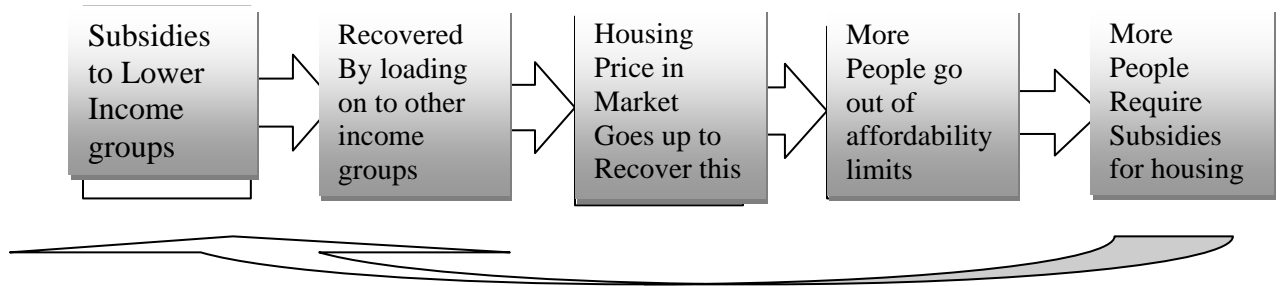 Subsidies
to Lower
Income
groups
Recovered
By loading
on to other
income
groups
Housing
Price in
Market
Goes up to
Recover this
More
People go
out of
affordability
limits
More
People
Require
Subsidies
for housing